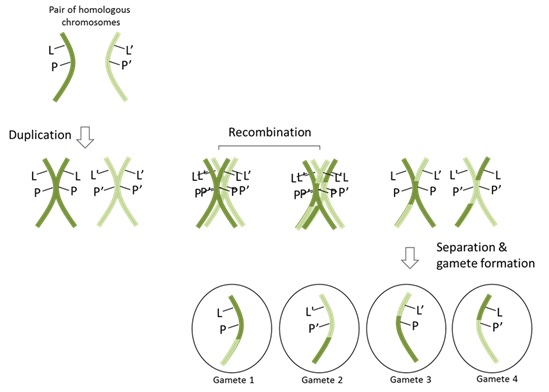 Pair of homologous
chromosomes
L L’
P P’
Duplication
Recombination
L L L’ L’
P P P’ P’
L L’ L’ L
P P P’ P’
Separation &
gamete formation
L L’ L’ L
P P’ P P’
Gamete 1 Gamete 2 Gamete 3 Gamete 4